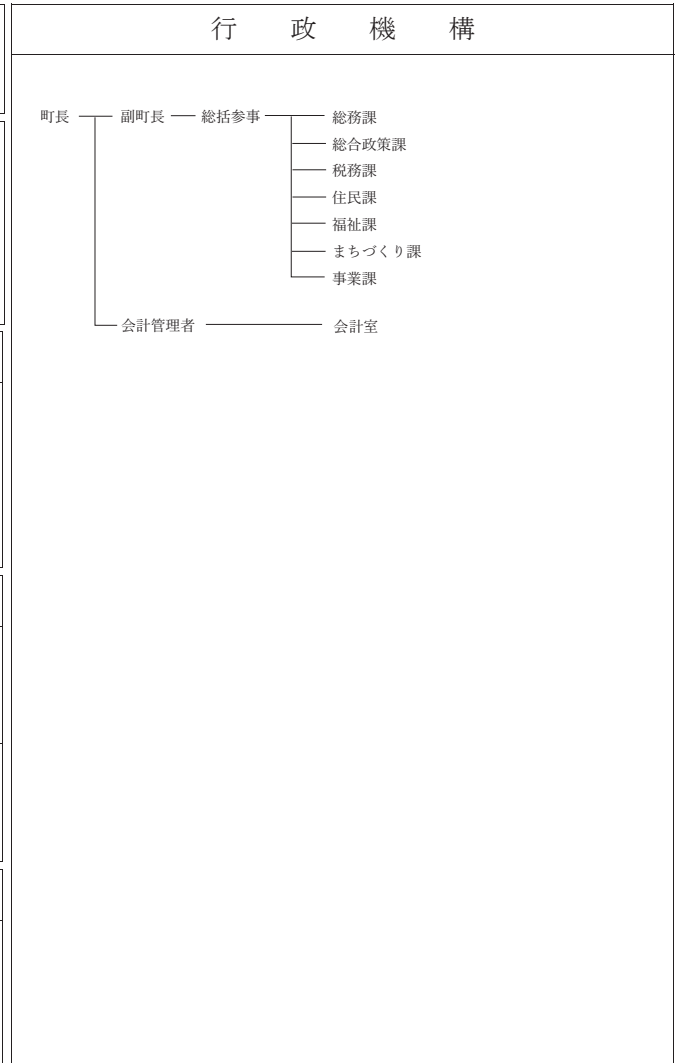 行政機構
町長 副町長 総括参事 総務課
総合政策課
税務課
住民課
福祉課
まちづくり課
事業課
会計管理者 会計室